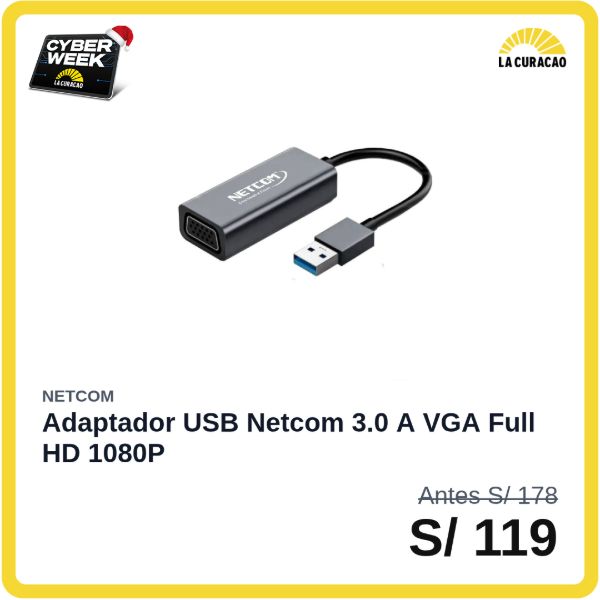 CYBER
WEEK
LA CURACAO
LA CURACAO
NETCOM
NETCOM
Adaptador USB Netcom 3.0 A VGA Full
HD 1080P
Antes S/ 178
S/ 119